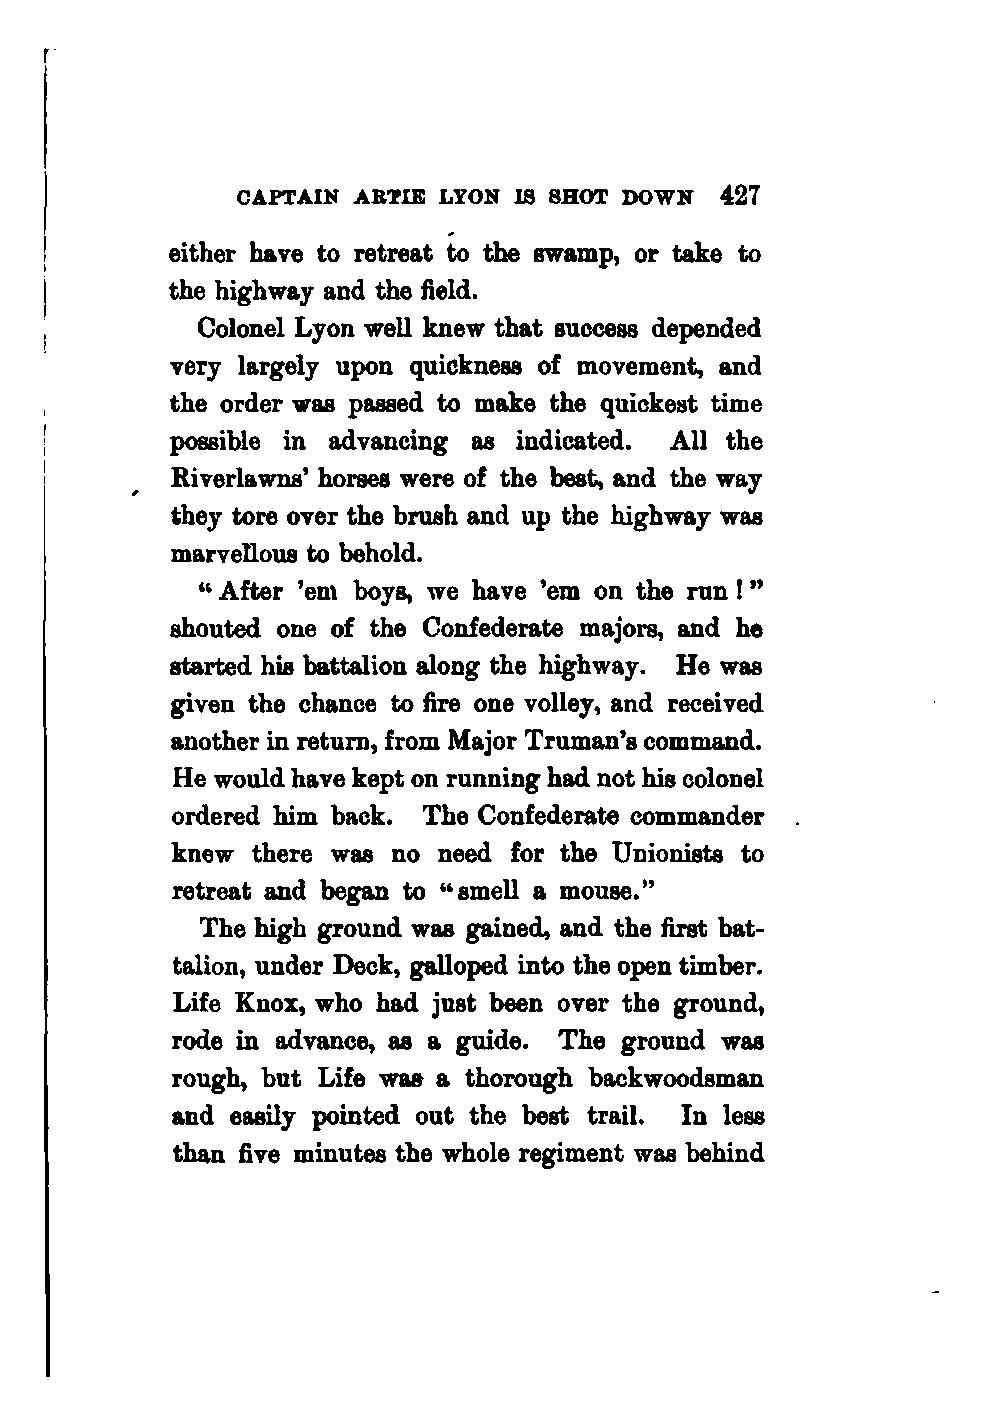 CAPTAIN ARTIE LYON IS SHOT DOWN 427
either have to retreat to the swamp, or take to
the highway and the field.
Colonel Lyon well knew that success depended
very largely upon quickness of movement, and
the order was passed to make the quickest time
possible in advancing as indicated. All the
Riverlawns' horses were of the best, and the way
they tore over the brush and up the highway was
marvellous to behold.
“After 'em boys, we have 'em on the run!”
shouted one of the Confederate majors, and he
started his battalion along the highway. He was
given the chance to fire one volley, and received
another in return, from Major Truman's command.
He would have kept on running had not his colonel
ordered him back. The Confederate commander
knew there was no need for the Unionists to
retreat and began to “smell a mouse.”
The high ground was gained, and the first bat-
talion, under Deck, galloped into the open timber.
Life Knox, who had just been over the ground,
rode in advance, as a guide. The ground was
rough, but Life was a thorough backwoodsman
and easily pointed out the best trail. In less
than five minutes the whole regiment was behind